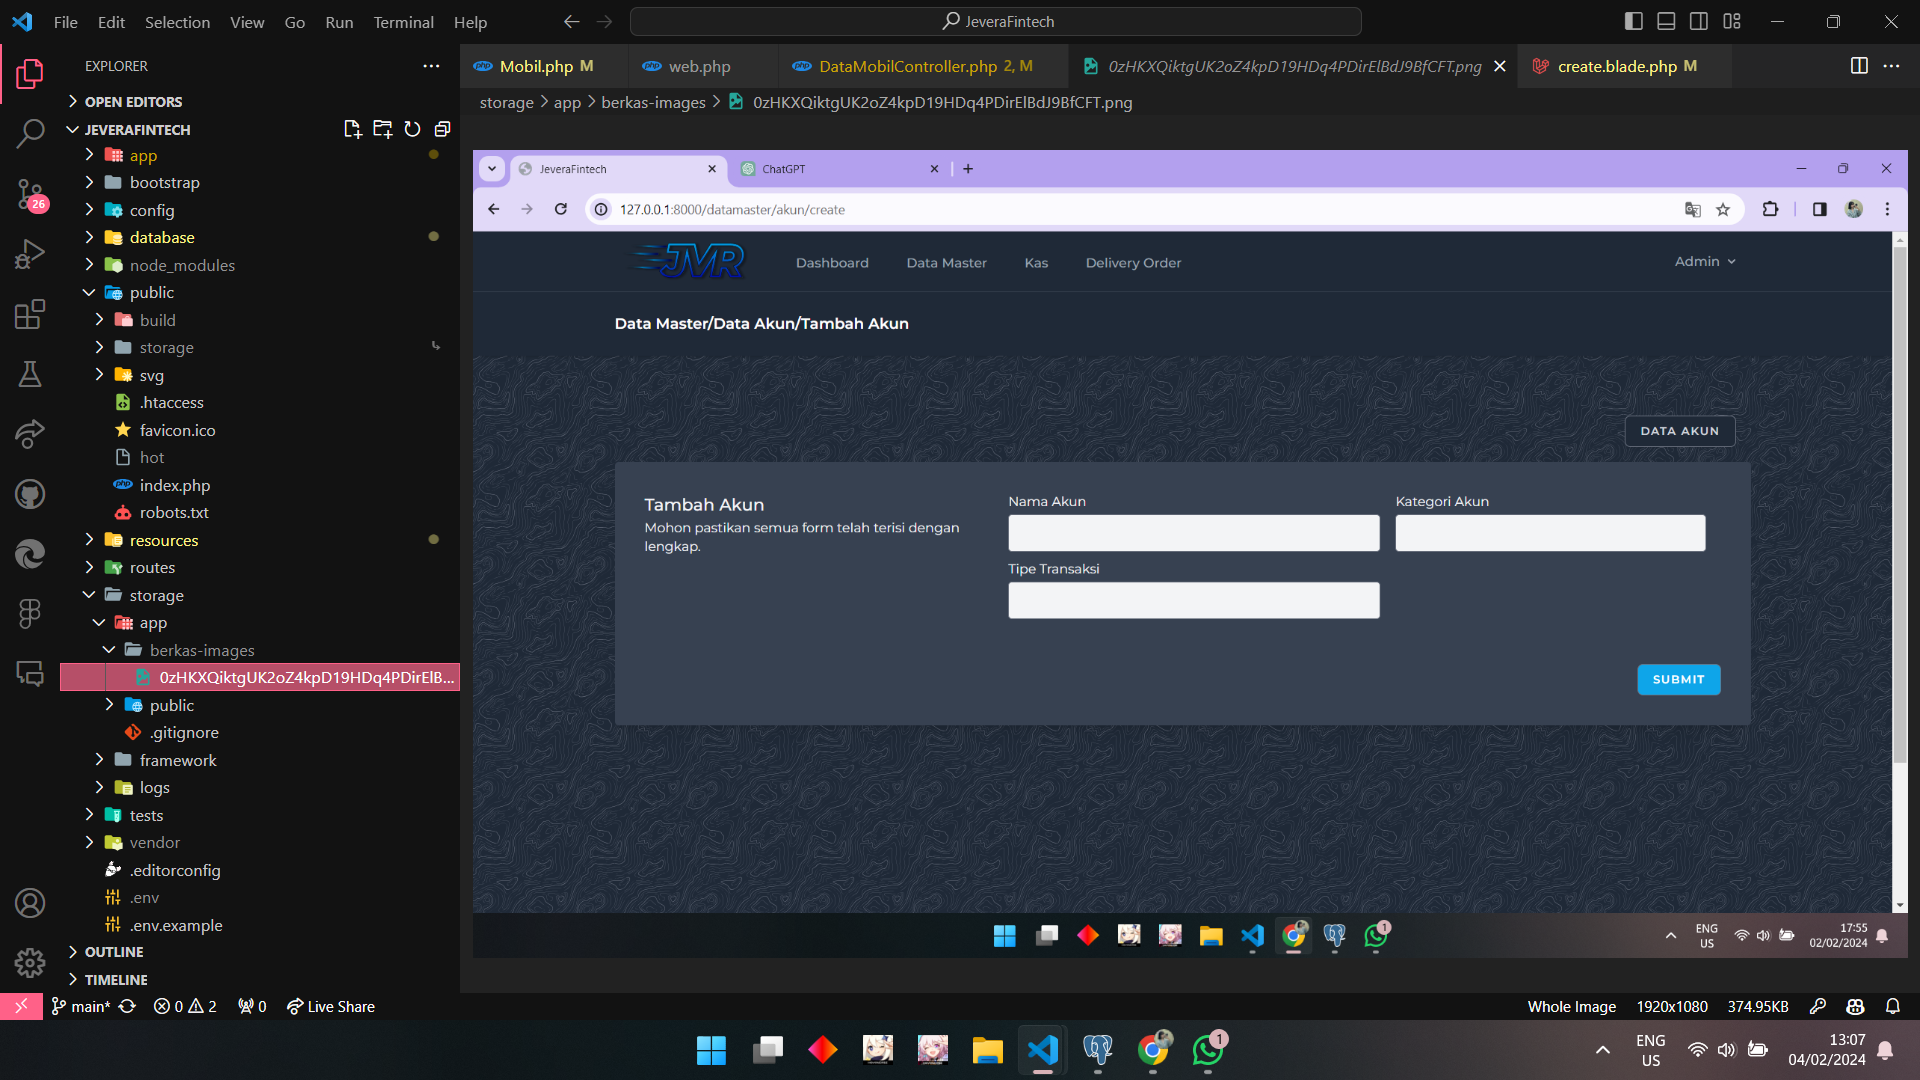 File Edit Selection View Go Run Terminal Help
JeveraFintech
EXPLORER
OPEN EDITORS
JEVERAFINTECH
app
bootstrap
config
database
node_modules
public
build
storage
svg
.htaccess
favicon.ico
hot
index.php
robots.txt
resources
routes
storage
app
berkas-images
0zHKXQiktgUK2oZ4kpD19HDq4PDirElB...
public
.gitignore
framework
logs
tests
vendor
.editorconfig
.env
.env.example
OUTLINE
TIMELINE
26
Mobil.php M
web.php
DataMobilController.php 2, M
0zHKXQiktgUK2oZ4kpD19HDq4PDirElBdJ9BfCFT.png
create.blade.php M
storage > app > berkas-images > 0zHKXQiktgUK2oZ4kpD19HDq4PDirElBdJ9BfCFT.png
JeveraFintech
ChatGPT
127.0.0.1:8000/datamaster/akun/create
JVR
Dashboard Data Master Kas Delivery Order
Admin
Data Master/Data Akun/Tambah Akun
DATA AKUN
Tambah Akun
Mohon pastikan semua form telah terisi dengan
lengkap.
Nama Akun
Kategori Akun
Tipe Transaksi
SUBMIT
1
ENG
US
17:55
02/02/2024
main* 0 2 0 Live Share
Whole Image 1920x1080 374.95KB
1
ENG
US
13:07
04/02/2024